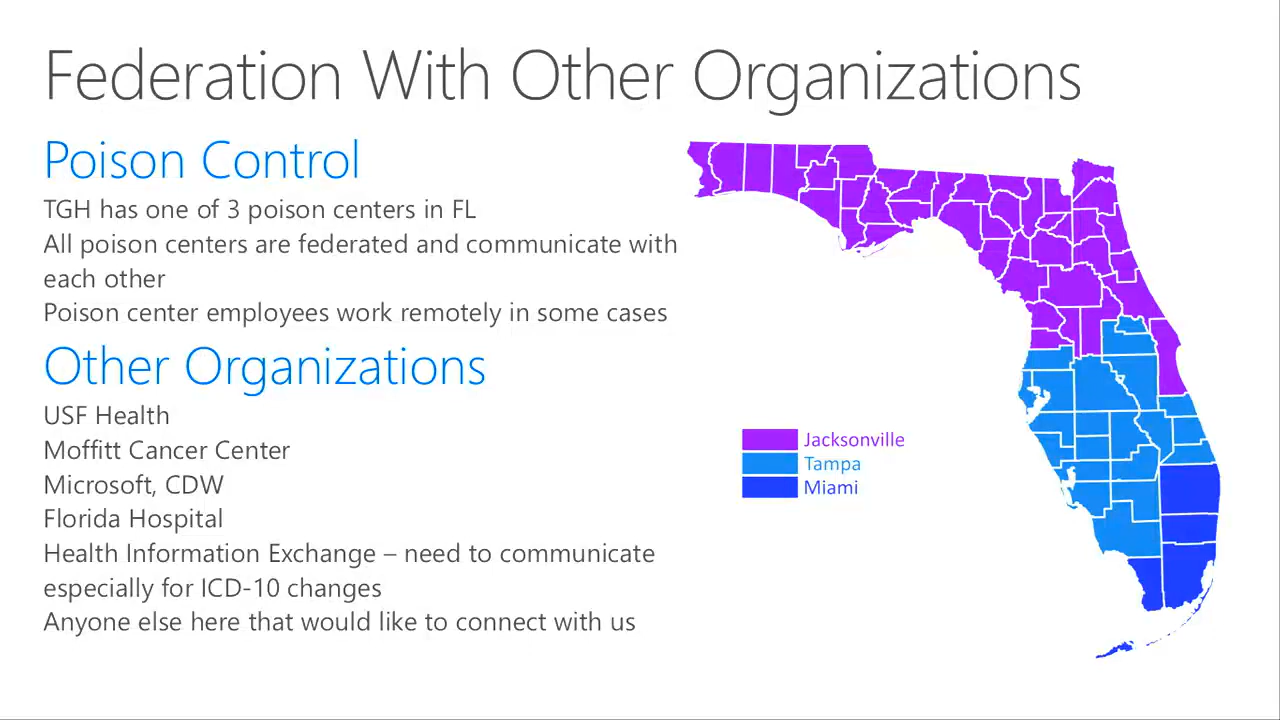 Federation With Other Organizations
Poison Control
TGH has one of 3 poison centers in FL
All poison centers are federated and communicate with
each other
Poison center employees work remotely in some cases
Other Organizations
USF Health
Moffitt Cancer Center
Microsoft, CDW
Florida Hospital
Health Information Exchange – need to communicate
especially for ICD-10 changes
Anyone else here that would like to connect with us
Jacksonville
Tampa
Miami